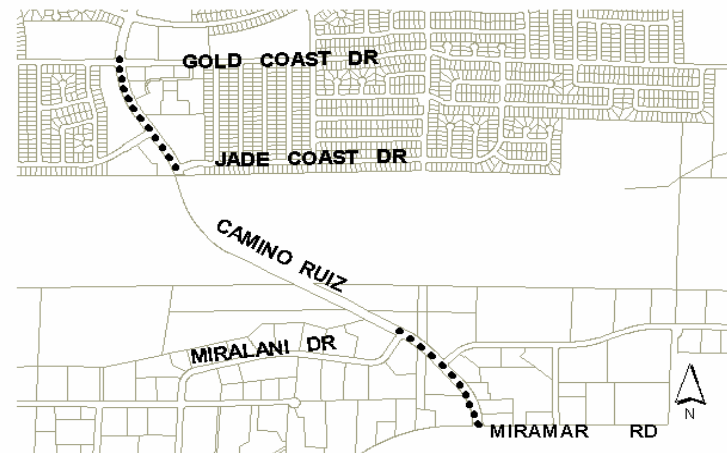 GOLD COAST DR
JADE COAST DR
CAMINO RUIZ
MIRALANI DR
N
MIRAMAR RD